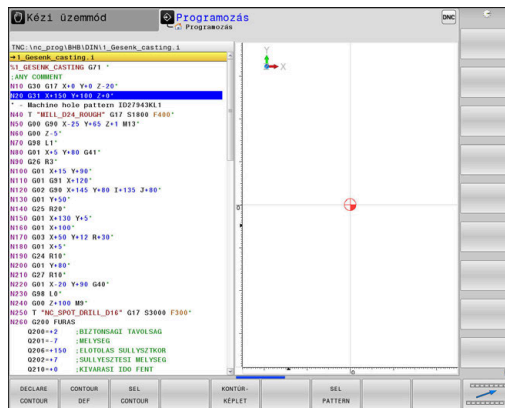 Kézi üzemmód
Programozás
Programozás
DNC
TNC:\nc_prog\BHB\DIN\1_Gesenk_casting.i
→1_Gesenk_casting.i
%1_GESENK_CASTING G71 *
;ANY COMMENT
N10 G30 G17 X+0 Y+0 Z-20*
N20 G31 X+150 Y+100 Z+0*
* - Machine hole pattern ID27943KL1
N40 T "MILL_D24_ROUGH" G17 S1800 F400*
N50 G00 G90 X-25 Y+65 Z+1 M13*
N60 G00 Z-5*
N70 G98 L1*
N80 G01 X+5 Y+80 G41*
N90 G26 R3*
N100 G01 X+15 Y+90*
N110 G01 G91 X+120*
N120 G02 G90 X+145 Y+80 I+135 J+80*
N130 G01 Y+50*
N140 G25 R20*
N150 G01 X+130 Y+5*
N160 G01 X+100*
N170 G03 X+50 Y+12 R+30*
N180 G01 X+5*
N190 G24 R10*
N200 G01 Y+80*
N210 G27 R10*
N220 G01 X-20 Y+90 G40*
N230 G98 L0*
N240 G00 Z+100 M9*
N250 T "NC_SPOT_DRILL_D16" G17 S3000 F300*
N260 G200 FURAS
Q200=+2 ;BIZTONSAGI TAVOLSAG
Q201=-7 ;MELYSEG
Q206=+150 ;ELOTOLAS SULLYSZTKOR
Q202=+7 ;SULLYESZTESI MELYSEG
Q210=+0 ;KIVARASI IDO FENT
Y
X
0
0
DECLARE CONTOUR
CONTOUR DEF
SEL CONTOUR
KONTÚR-KÉPLET
SEL PATTERN